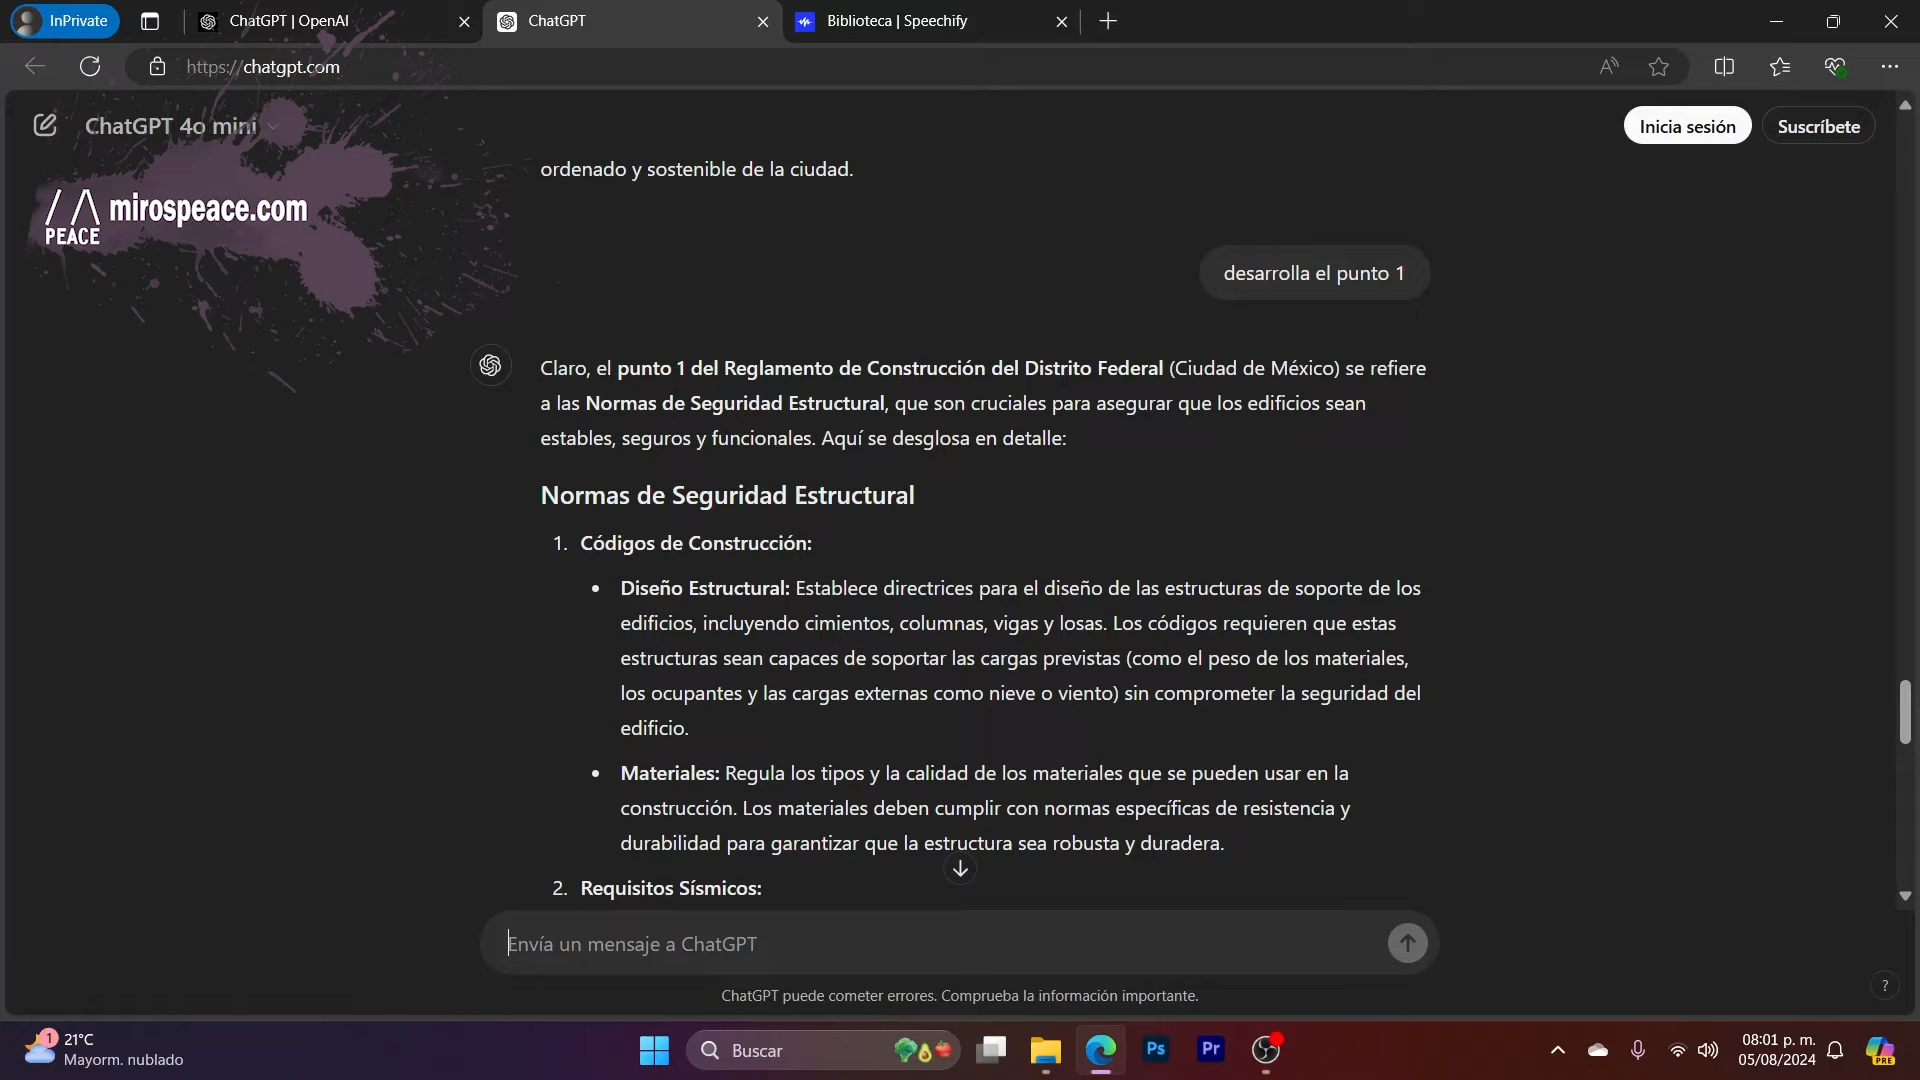 InPrivate
ChatGPT | OpenAI
ChatGPT
Biblioteca | Speechify
https://chatgpt.com
ChatGPT 4o mini
Inicia sesión
Suscríbete
mirospeace.com
PEACE
ordenado y sostenible de la ciudad.
desarrolla el punto 1
Claro, el punto 1 del Reglamento de Construcción del Distrito Federal (Ciudad de México) se refiere
a las Normas de Seguridad Estructural, que son cruciales para asegurar que los edificios sean
estables, seguros y funcionales. Aquí se desglosa en detalle:
Normas de Seguridad Estructural
1. Códigos de Construcción:
• Diseño Estructural: Establece directrices para el diseño de las estructuras de soporte de los
edificios, incluyendo cimientos, columnas, vigas y losas. Los códigos requieren que estas
estructuras sean capaces de soportar las cargas previstas (como el peso de los materiales,
los ocupantes y las cargas externas como nieve o viento) sin comprometer la seguridad del
edificio.
• Materiales: Regula los tipos y la calidad de los materiales que se pueden usar en la
construcción. Los materiales deben cumplir con normas específicas de resistencia y
durabilidad para garantizar que la estructura sea robusta y duradera.
2. Requisitos Sísmicos:
Envía un mensaje a ChatGPT
ChatGPT puede cometer errores. Comprueba la información importante.
?
1
21°C
Mayorm. nublado
Buscar
Ps
Pr
08:01 p. m.
05/08/2024
PRE